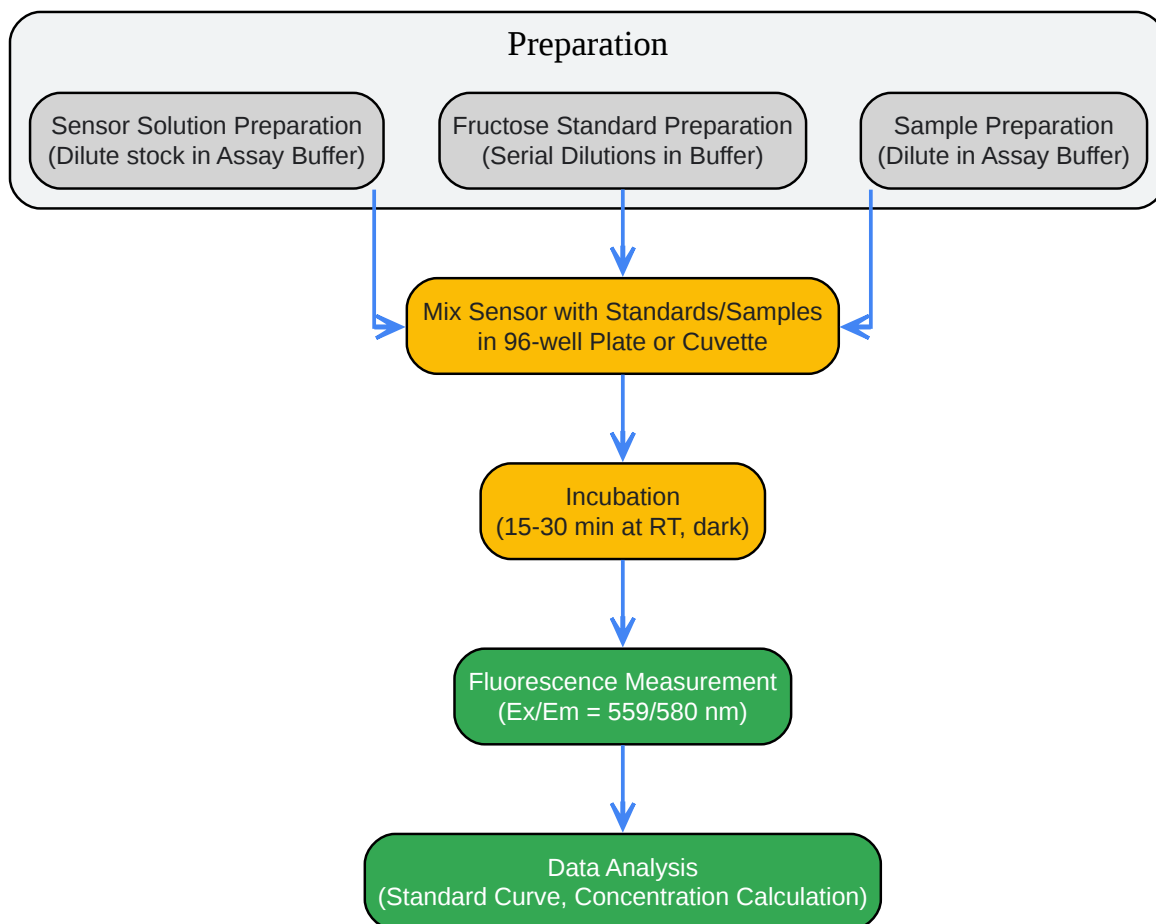 Preparation
Sensor Solution Preparation
(Dilute stock in Assay Buffer)
Fructose Standard Preparation
(Serial Dilutions in Buffer)
Sample Preparation
(Dilute in Assay Buffer)
Mix Sensor with Standards/Samples
in 96-well Plate or Cuvette
Incubation
(15-30 min at RT, dark)
Fluorescence Measurement
(Ex/Em = 559/580 nm)
Data Analysis
(Standard Curve, Concentration Calculation)